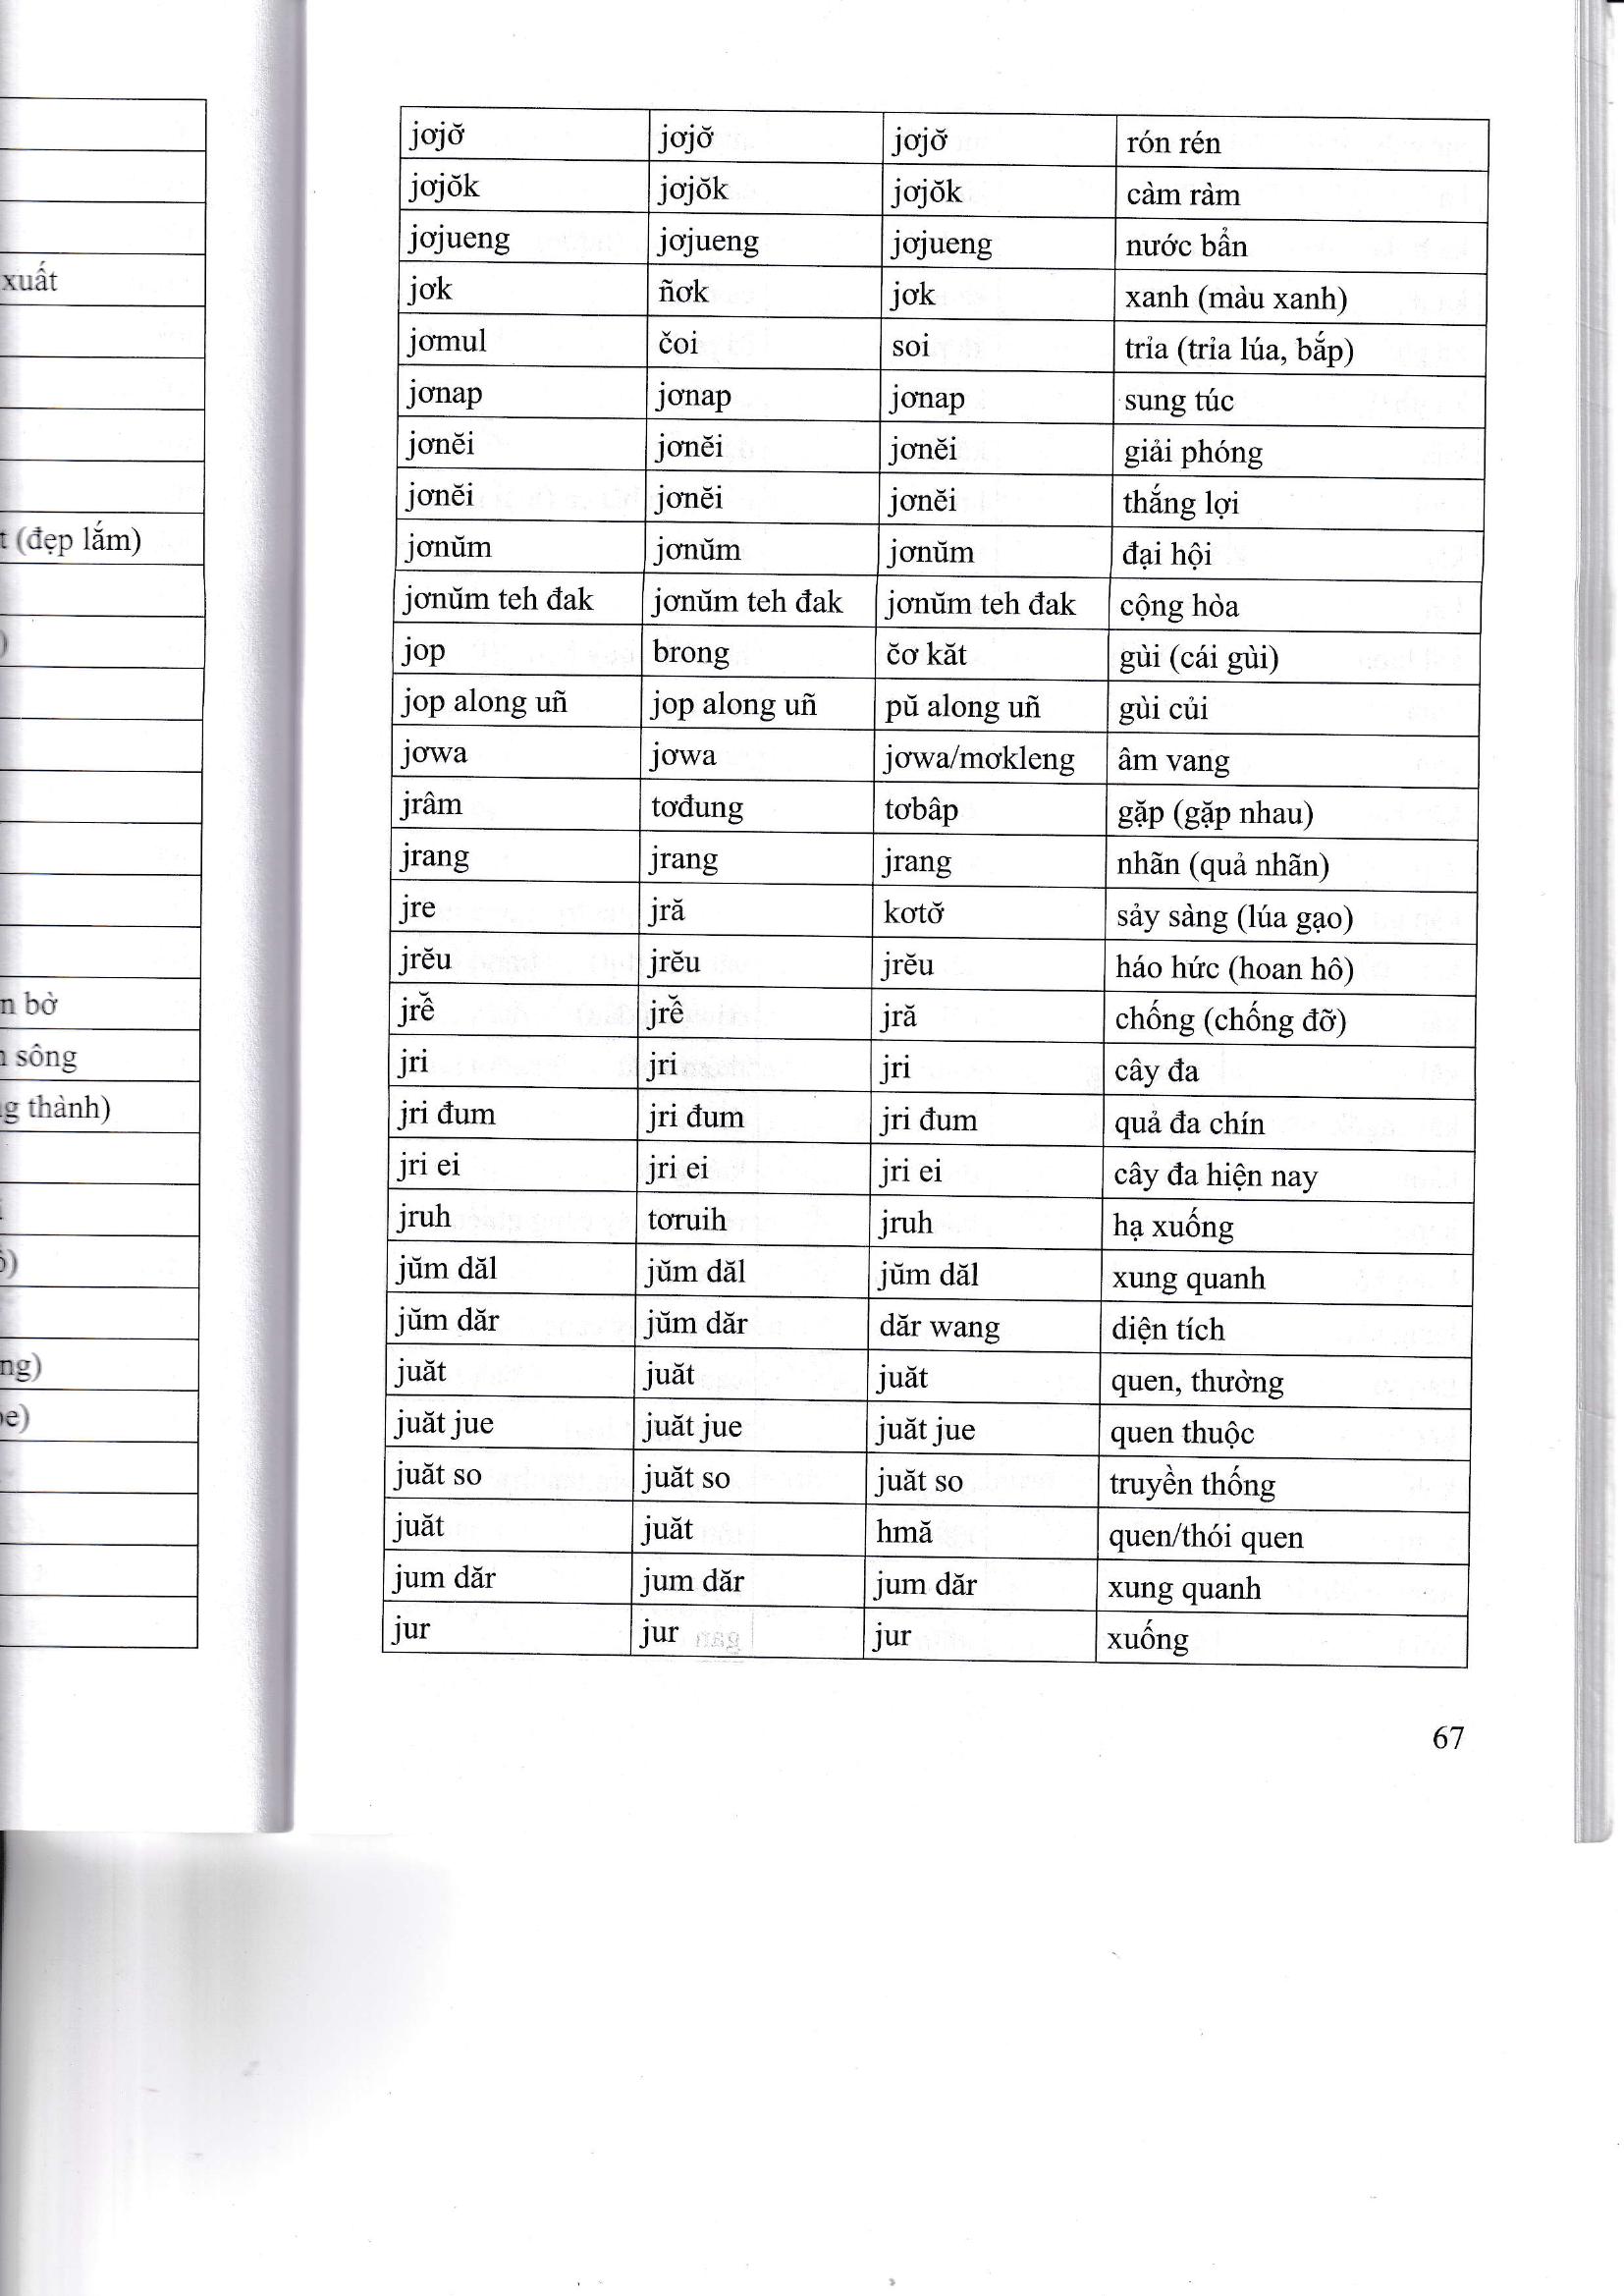 xuất
t (đẹp lắm)
)
n bờ
n sông
g thành)
)
ng)
oe)
jơjơ̆ jơjơ̆ jơjơ̆ rón rén
jơjŏk jơjŏk jơjŏk càm ràm
jơjueng jơjueng jơjueng nước bẩn
jơk ñơk jơk xanh (màu xanh)
jơmul čoi soi trỉa (trỉa lúa, bắp)
jơnap jơnap jơnap sung túc
jơnĕi jơnĕi jơnĕi giải phóng
jơnĕi jơnĕi jơnĕi thắng lợi
jơnŭm jơnŭm jơnŭm đại hội
jơnŭm teh đak jơnŭm teh đak jơnŭm teh đak cộng hòa
jop brong čơ kăt gùi (cái gùi)
jop along uñ jop along uñ pŭ along uñ gùi củi
jơwa jơwa jơwa/mơkleng âm vang
jrâm tơđung tơbâp gặp (gặp nhau)
jrang jrang jrang nhãn (quả nhãn)
jre jră kơtơ̆ sảy sàng (lúa gạo)
jrĕu jrĕu jrĕu háo hức (hoan hô)
jrê̆ jrê̆ jră chống (chống đỡ)
jri jri jri cây đa
jri đum jri đum jri đum quả đa chín
jri ei jri ei jri ei cây đa hiện nay
jruh tơruih jruh hạ xuống
jŭm dăl jŭm dăl jŭm dăl xung quanh
jŭm dăr jŭm dăr dăr wang diện tích
juăt juăt juăt quen, thường
juăt jue juăt jue juăt jue quen thuộc
juăt so juăt so juăt so truyền thống
juăt juăt hmă quen/thói quen
jum dăr jum dăr jum dăr xung quanh
jur jur jur xuống
67